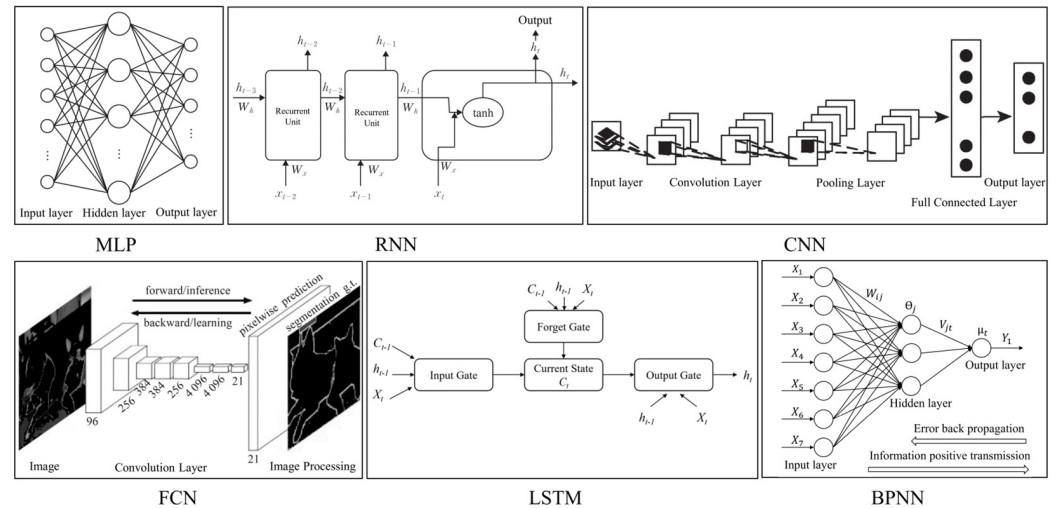 Input layer Hidden layer Output layer
MLP
Output
h_{t-2}
h_{t-1}
h_t
h_{t-3}
W_h
Recurrent
Unit
h_{t-2}
W_h
Recurrent
Unit
h_{t-1}
W_h
tanh
h_t
W_x
x_{t-2}
W_x
x_{t-1}
W_x
x_t
RNN
Input layer
Convolution Layer
Pooling Layer
Full Connected Layer
Output layer
CNN
forward/inference
backward/learning
pixelwise prediction
segmentation g.t.
96
256
384
384
256
4 096
4 096
21
21
Image
Convolution Layer
Image Processing
FCN
C_{t-1}
h_{t-1}
X_t
Forget Gate
C_{t-1}
h_{t-1}
X_t
Input Gate
Current State
C_t
Output Gate
h_t
h_{t-1}
X_t
LSTM
X_1
X_2
X_3
X_4
X_5
X_6
X_7
W_{ij}
Θ_j
V_{jt}
μ_t
Y_1
Output layer
Hidden layer
Input layer
Error back propagation
Information positive transmission
BPNN